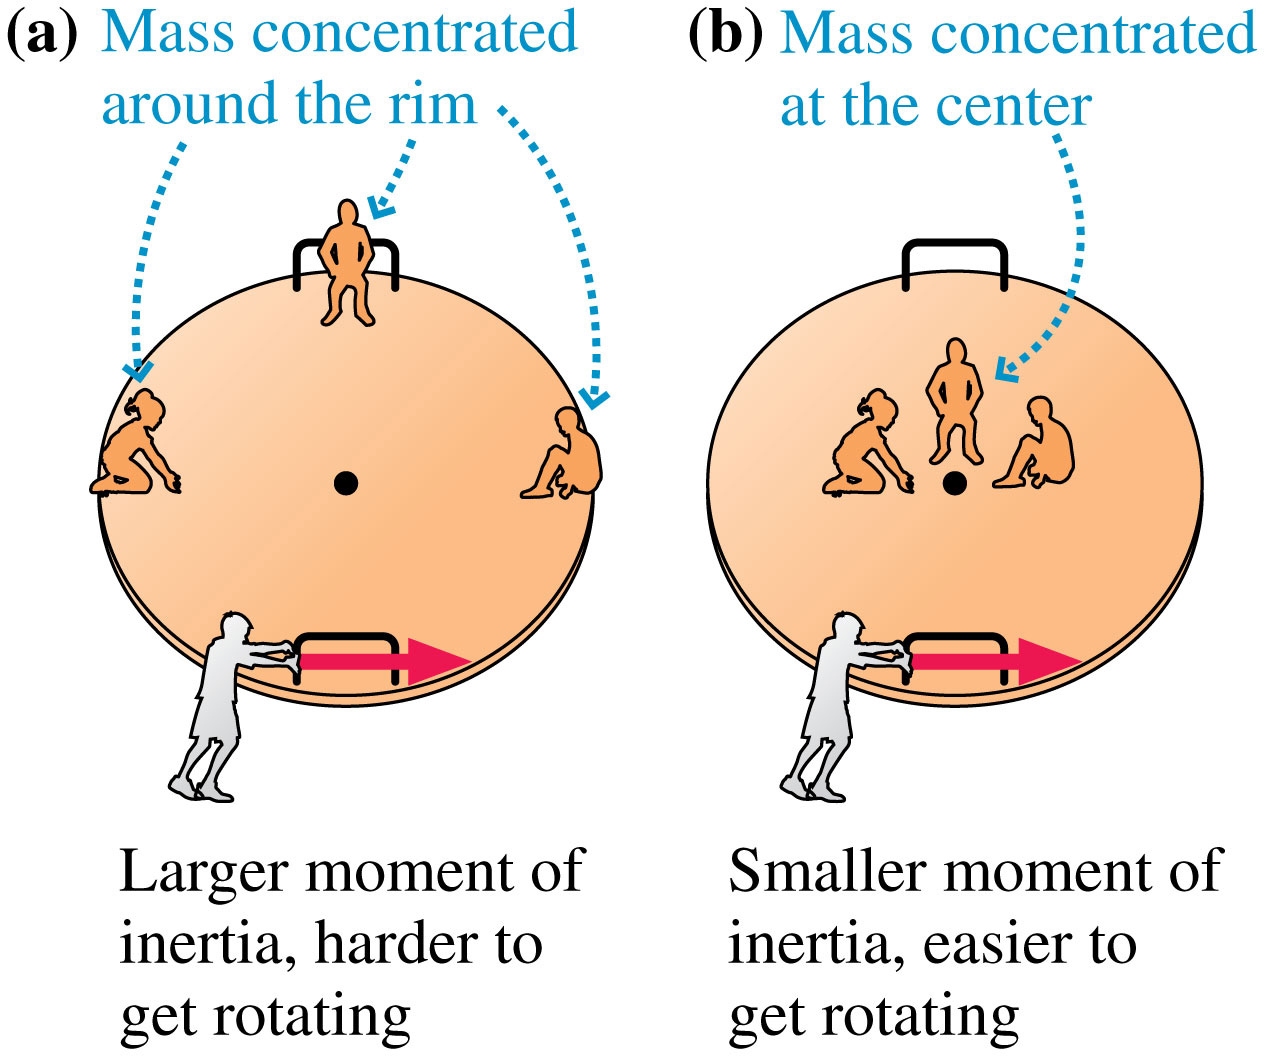 (a) Mass concentrated
around the rim
(b) Mass concentrated
at the center
Larger moment of
inertia, harder to
get rotating
Smaller moment of
inertia, easier to
get rotating